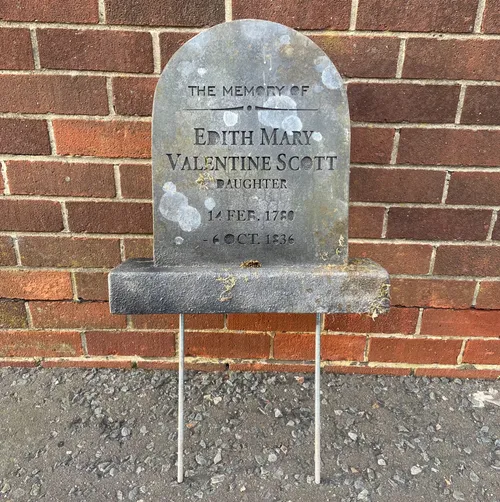 THE MEMORY OF
EDITH MARY
VALENTINE SCOTT
DAUGHTER
14 FEB. 1780
- 6 OCT. 1836